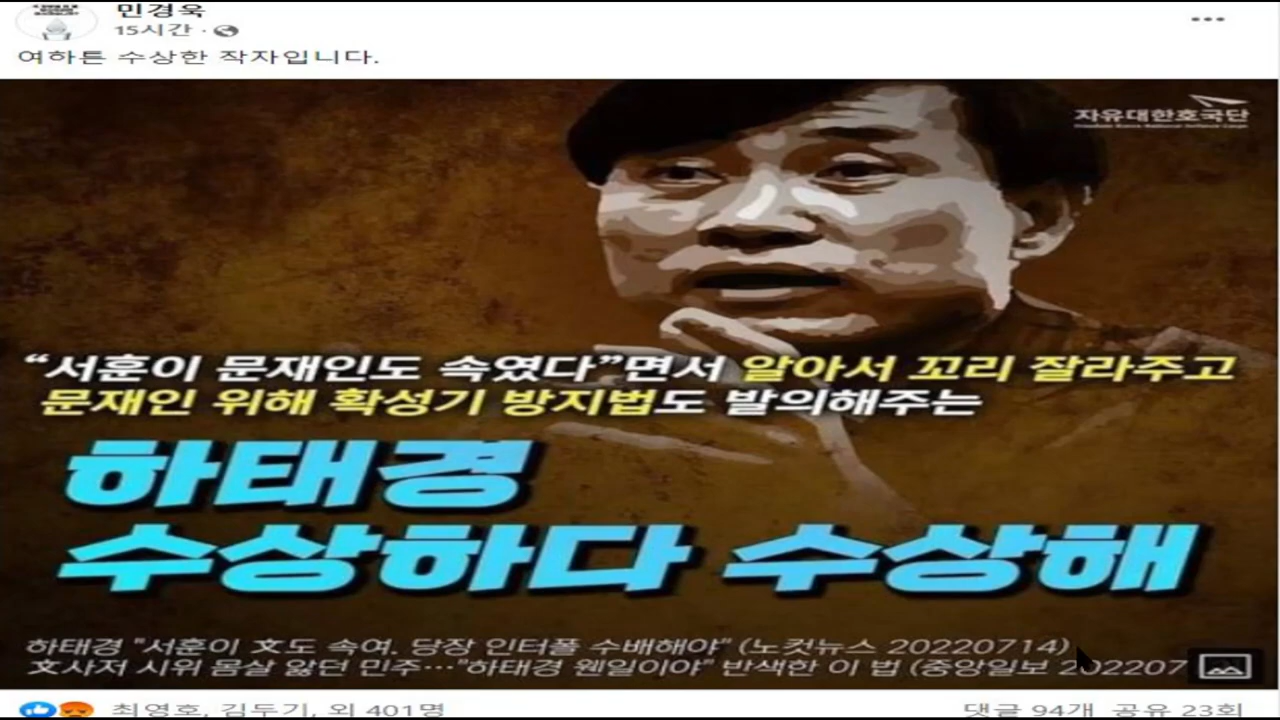 민경욱
15시간 ·
여하튼 수상한 작자입니다.
자유대한호국단
“서훈이 문재인도 속였다”면서 알아서 꼬리 잘라주고
문재인 위해 확성기 방지법도 발의해주는
하태경
수상하다 수상해
하태경 "서훈이 文도 속여. 당장 인터폴 수배해야" (노컷뉴스 20220714)
文사저 시위 몸살 앓던 민주…"하태경 웬일이야" 반색한 이 법 (중앙일보 202207
최영호, 김두기, 외 401명
댓글 94개 공유 23회